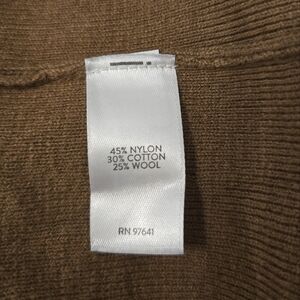 45% NYLON
30% COTTON
25% WOOL
RN 97641